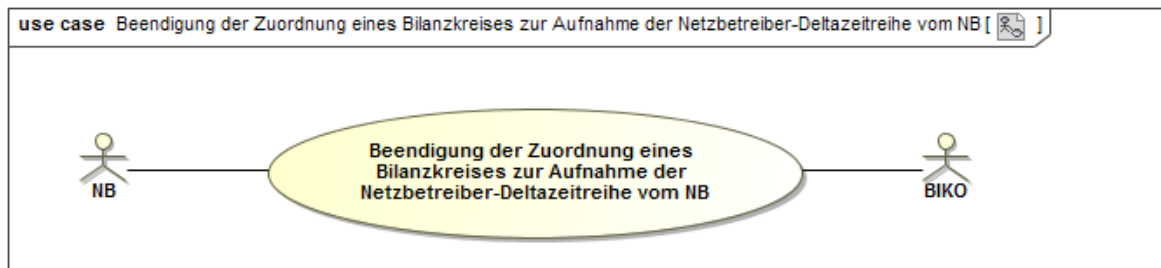 use case Beendigung der Zuordnung eines Bilanzkreises zur Aufnahme der Netzbetreiber-Deltazeitreihe vom NB [ ]
Beendigung der Zuordnung eines
Bilanzkreises zur Aufnahme der
Netzbetreiber-Deltazeitreihe vom NB
NB
BIKO